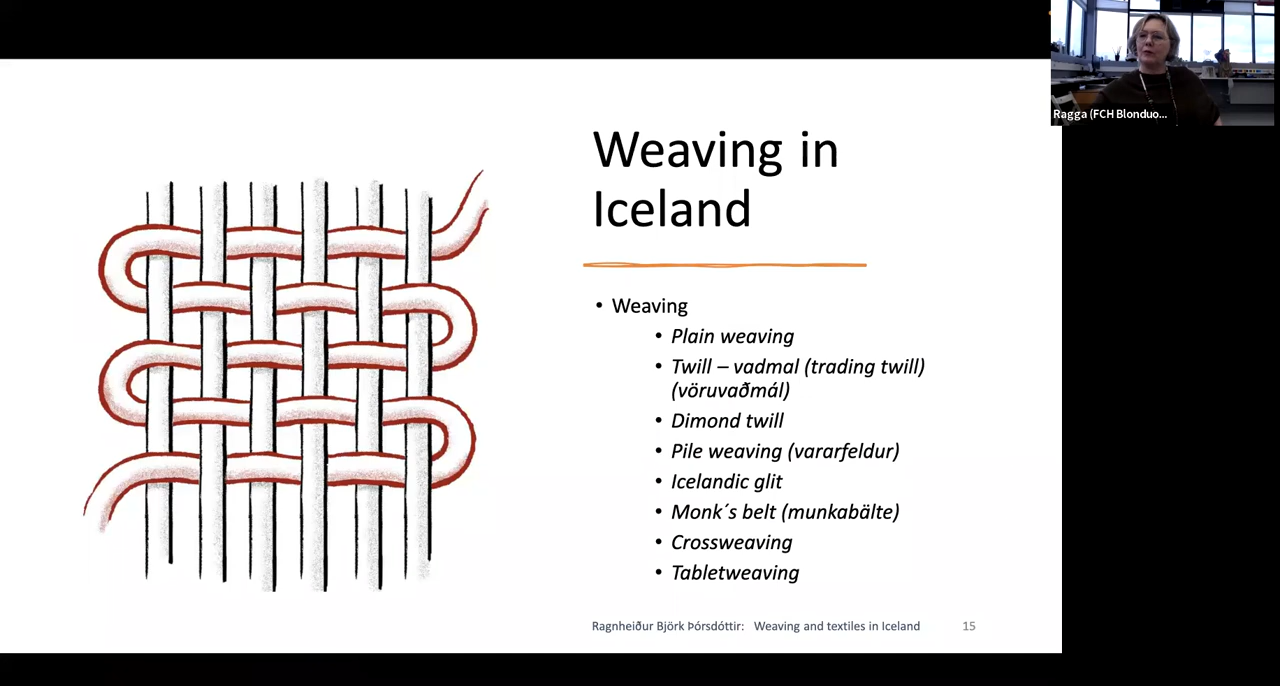 Ragga (FCH Blonduo...
Weaving in
Iceland
• Weaving
• Plain weaving
• Twill – vadmal (trading twill)
(vöruvaðmál)
• Dimond twill
• Pile weaving (vararfeldur)
• Icelandic glit
• Monk´s belt (munkabälte)
• Crossweaving
• Tabletweaving
Ragnheiður Björk Þórsdóttir: Weaving and textiles in Iceland 15